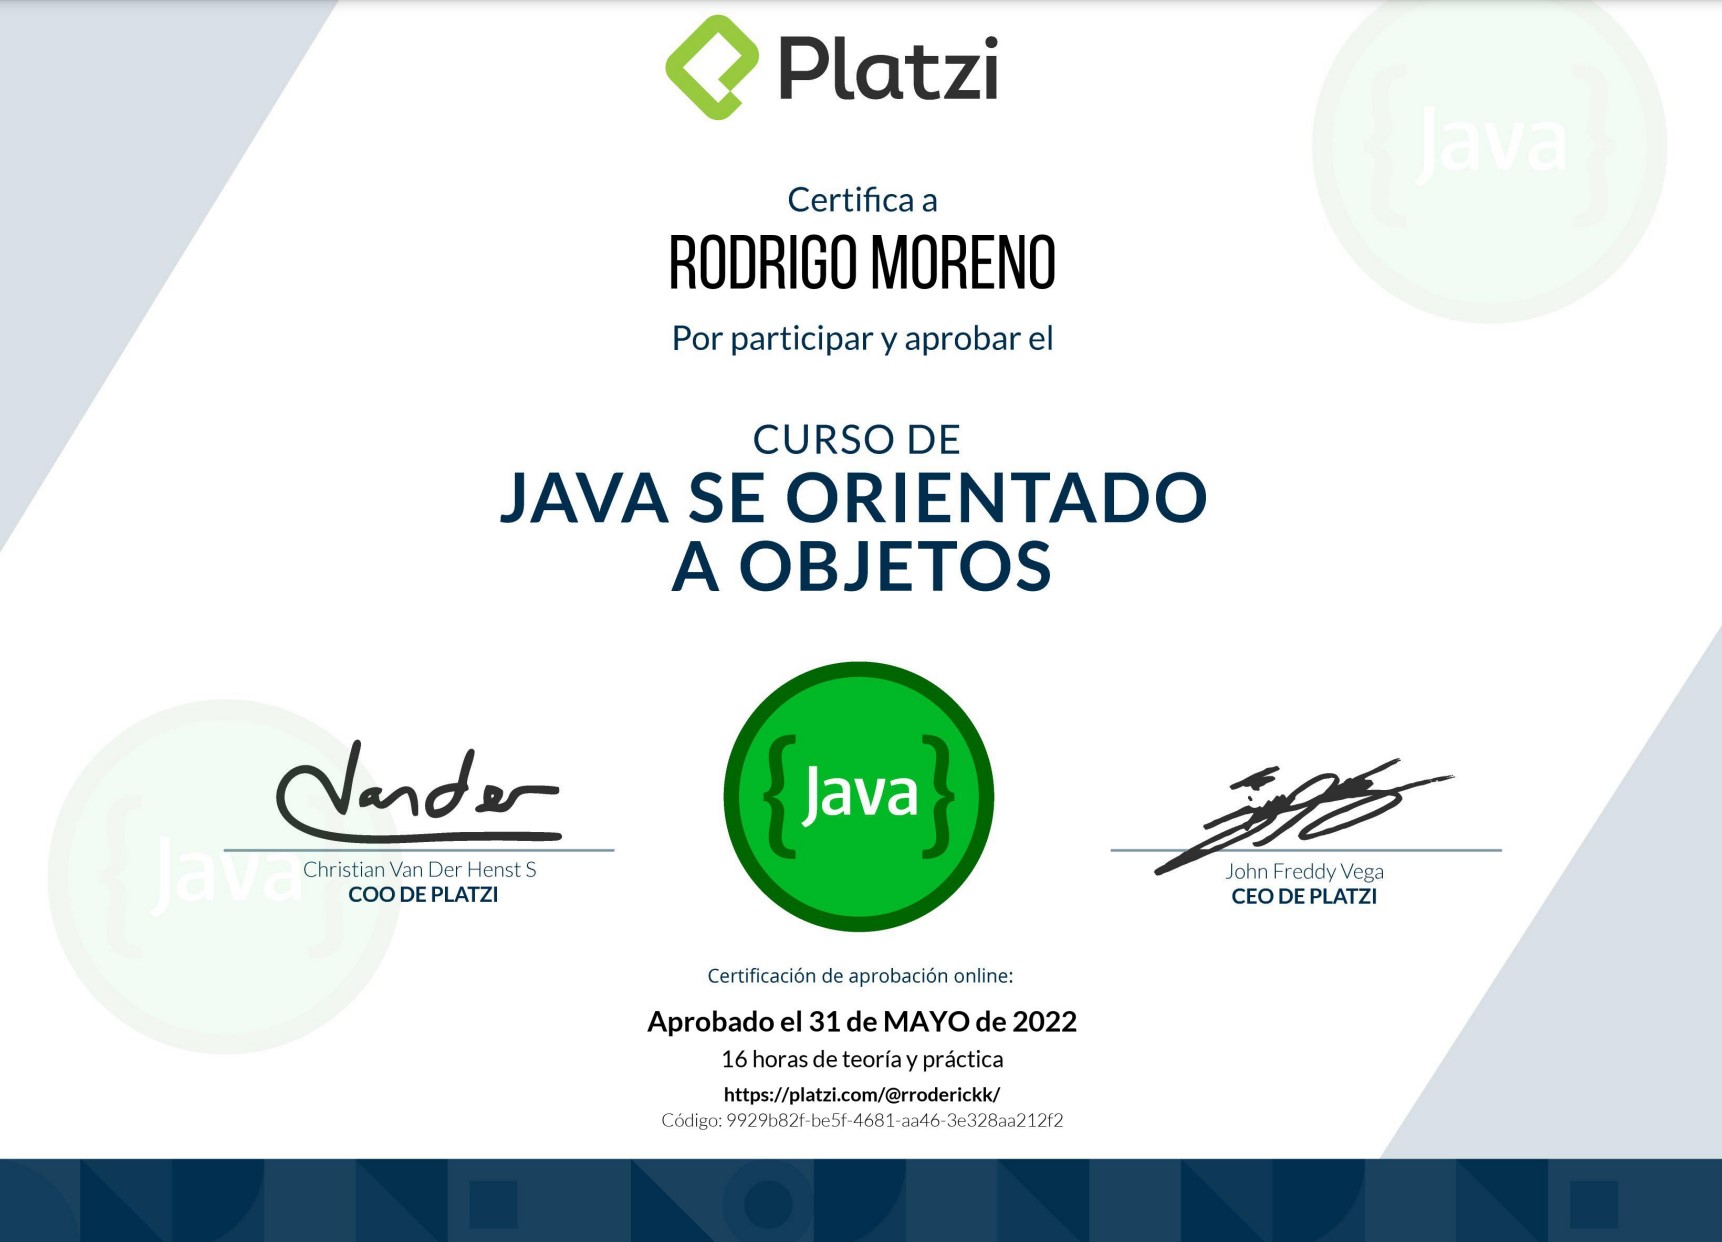 Platzi
Java
Certifica a
RODRIGO MORENO
Por participar y aprobar el
CURSO DE
JAVA SE ORIENTADO
A OBJETOS
{Java}
Vander
Java
Christian Van Der Henst S
COO DE PLATZI
John Freddy Vega
CEO DE PLATZI
Certificación de aprobación online:
Aprobado el 31 de MAYO de 2022
16 horas de teoría y práctica
https://platzi.com/@rroderickk/
Código: 9929b82f-be5f-4681-aa46-3e328aa212f2